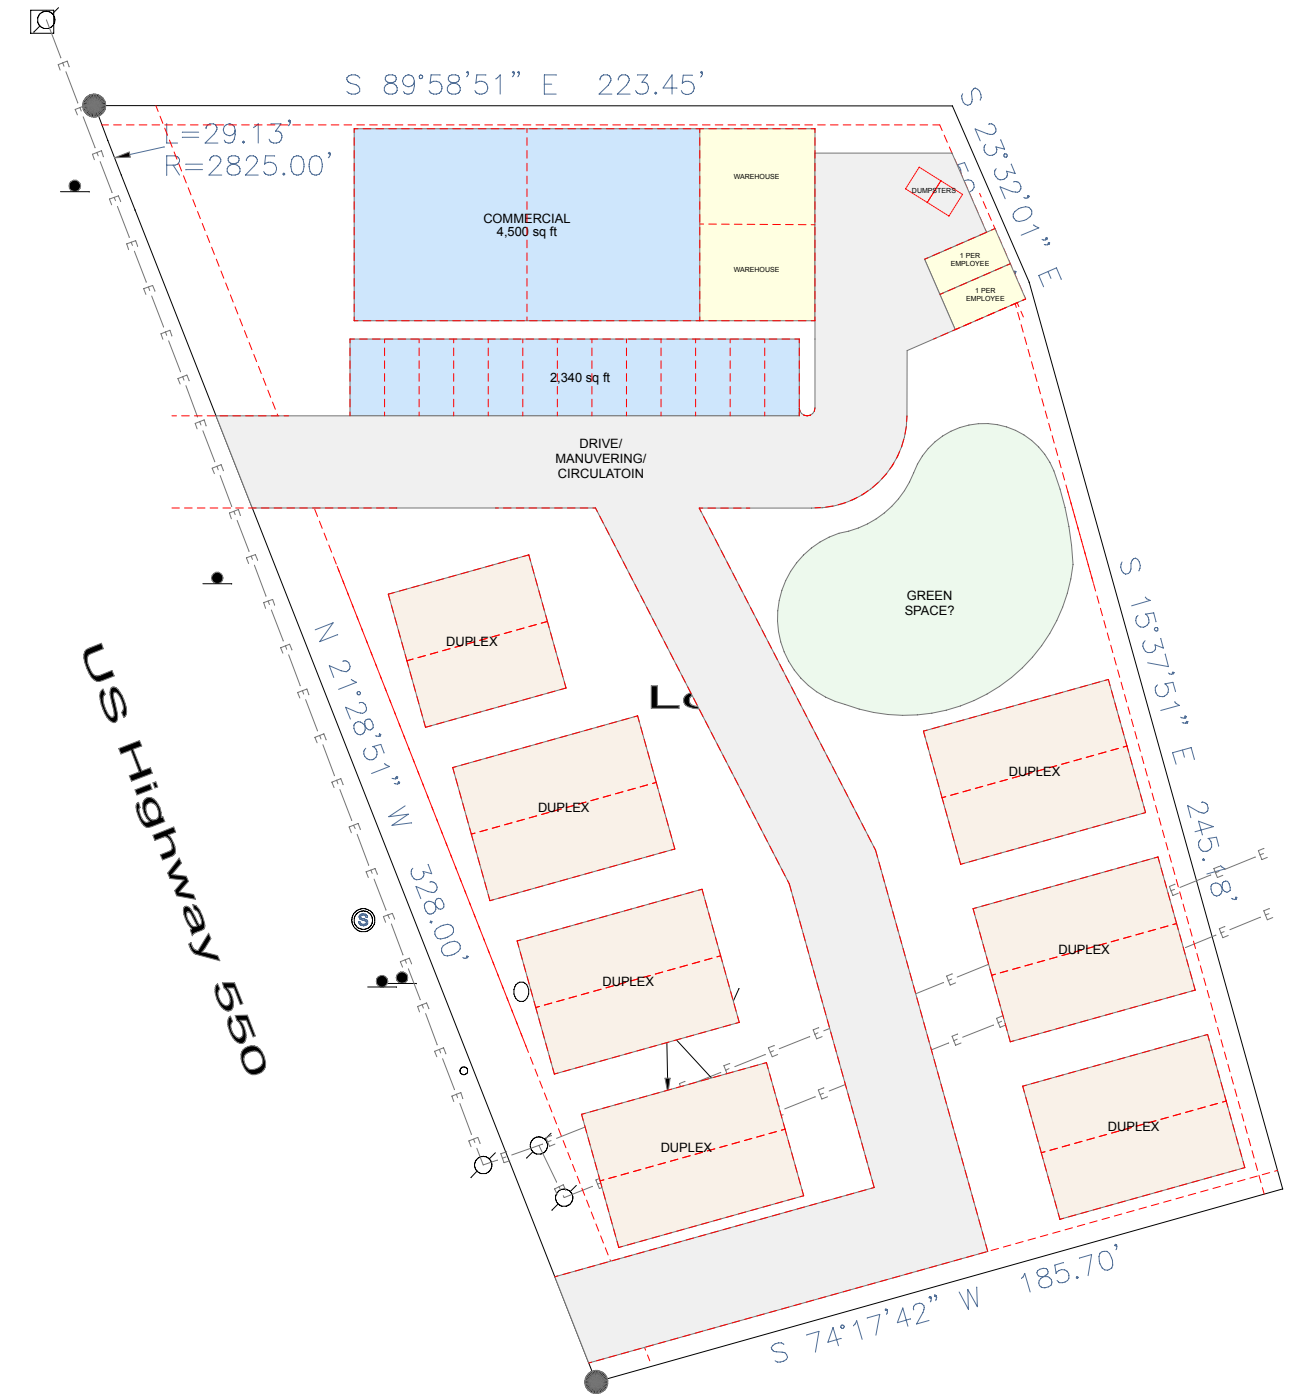 S 89°58'51" E 223.45'
L=29.13'
R=2825.00'
S 23°32'01" E
COMMERCIAL
4,500 sq ft
WAREHOUSE
WAREHOUSE
DUMPSTERS
1 PER
EMPLOYEE
1 PER
EMPLOYEE
2,340 sq ft
DRIVE/
MANUVERING/
CIRCULATOIN
GREEN
SPACE?
S 15°37'51" E
N 21°28'51" W 328.00'
US Highway 550
DUPLEX
DUPLEX
DUPLEX
DUPLEX
DUPLEX
DUPLEX
DUPLEX
S
E
S 74°17'42" W 185.70'